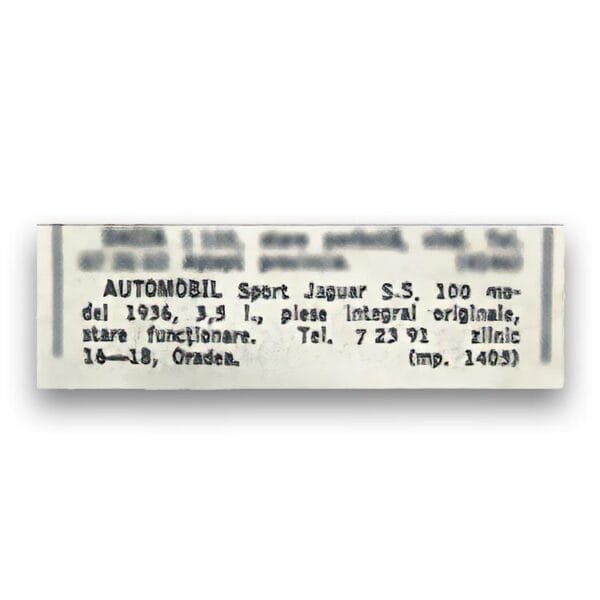 AUTOMOBIL Sport Jaguar S.S. 100 mo-
del 1936, 3,5 l., piese integral originale,
stare funcționare. Tel. 7 23 91 zilnic
16—18, Oradea. (mp. 1405)